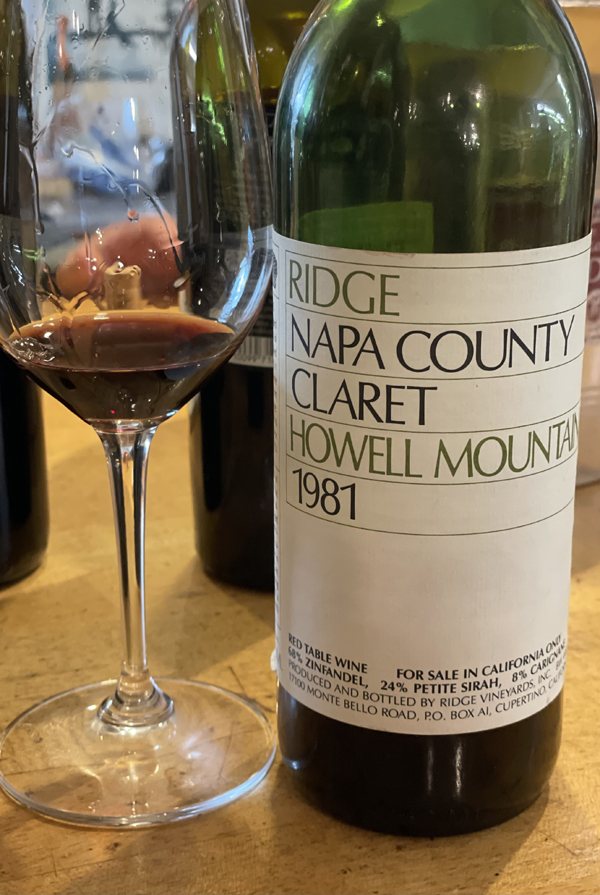 RIDGE
NAPA COUNTY
CLARET
HOWELL MOUNTAIN
1981
RED TABLE WINE FOR SALE IN CALIFORNIA ONLY
68% ZINFANDEL, 24% PETITE SIRAH, 8% CARIGNANE
PRODUCED AND BOTTLED BY RIDGE VINEYARDS, INC.
17100 MONTE BELLO ROAD, P.O. BOX AI, CUPERTINO,